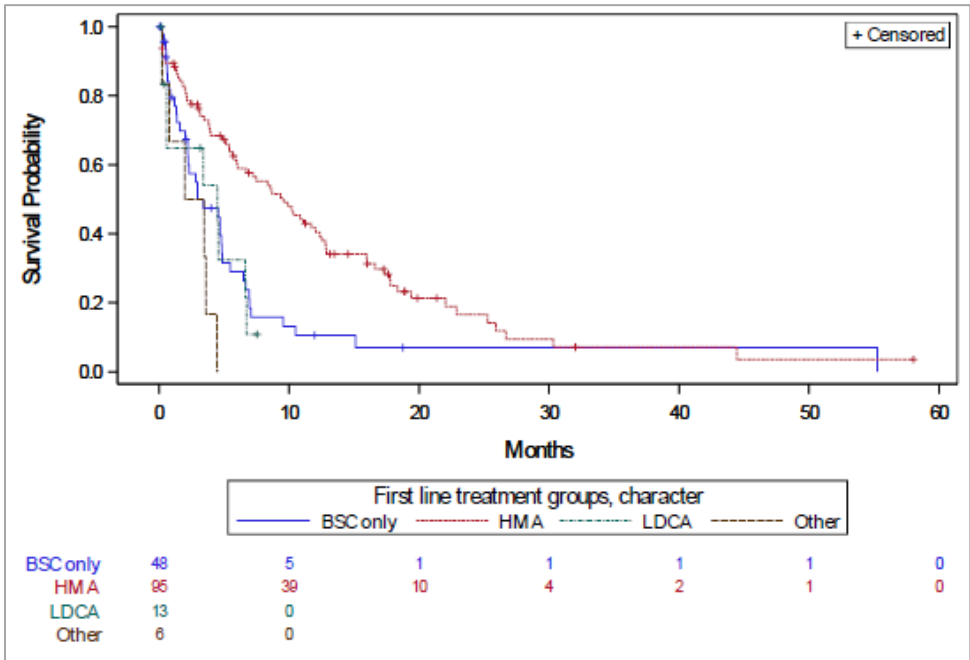 + Censored
1.0
0.8
0.6
0.4
0.2
0.0
Survival Probability
0 10 20 30 40 50 60
Months
First line treatment groups, character
BSC only HMA LDCA Other
BSC only 48 5 1 1 1 1 0
HMA 95 39 10 4 2 1 0
LDCA 13 0
Other 6 0